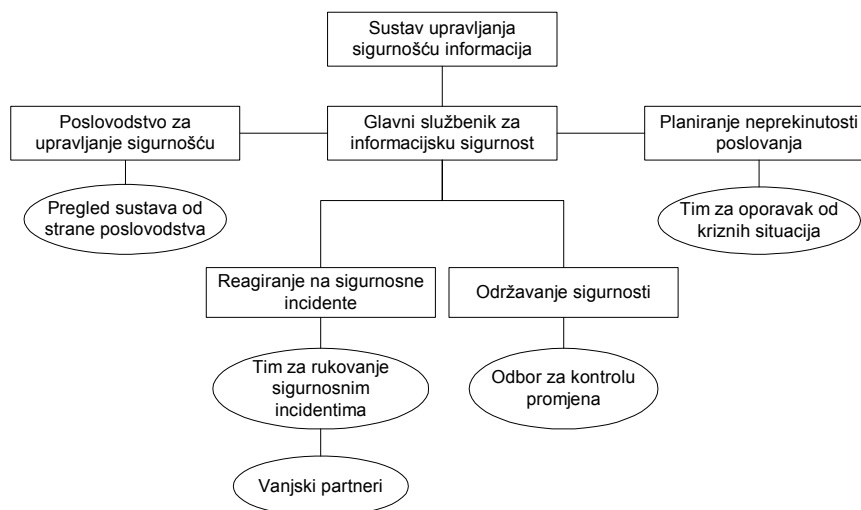 Sustav upravljanja
sigurnošću informacija
Poslovodstvo za
upravljanje sigurnošću
Glavni službenik za
informacijsku sigurnost
Planiranje neprekinutosti
poslovanja
Pregled sustava od
strane poslovodstva
Tim za oporavak od
kriznih situacija
Reagiranje na sigurnosne
incidente
Održavanje sigurnosti
Tim za rukovanje
sigurnosnim
incidentima
Odbor za kontrolu
promjena
Vanjski partneri